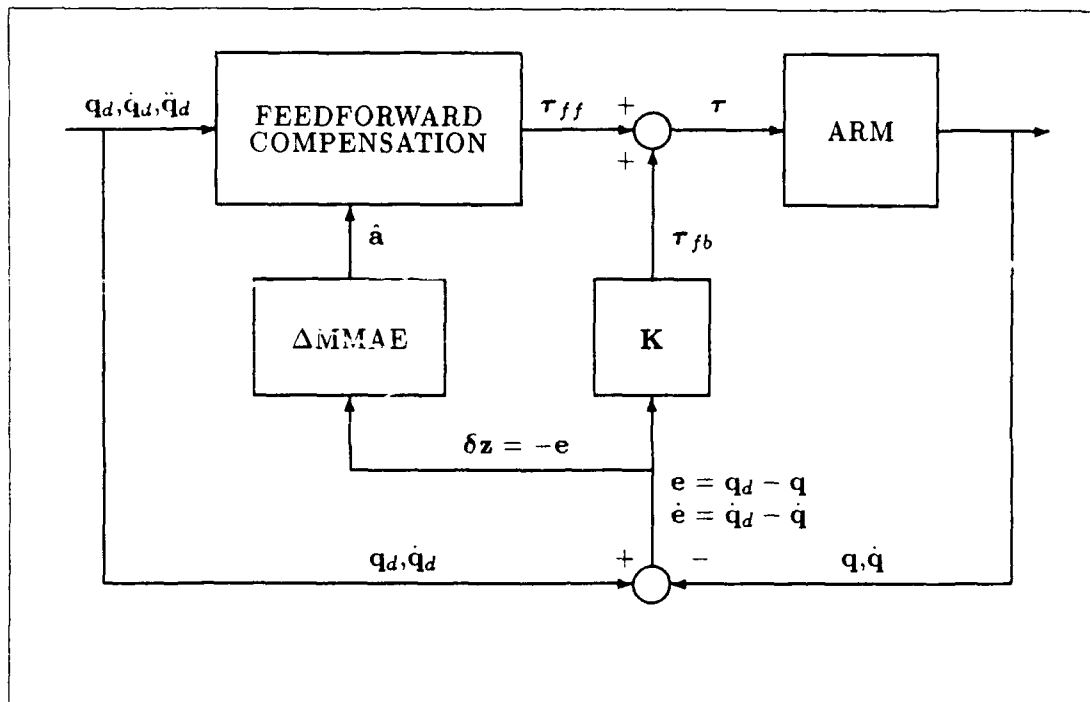 q_d,q̇_d,q̈_d
FEEDFORWARD
COMPENSATION
τ_ff
+
+
τ
ARM
â
τ_fb
ΔMMAE
K
δz = −e
e = q_d − q
ė = q̇_d − q̇
q_d,q̇_d
+
−
q,q̇